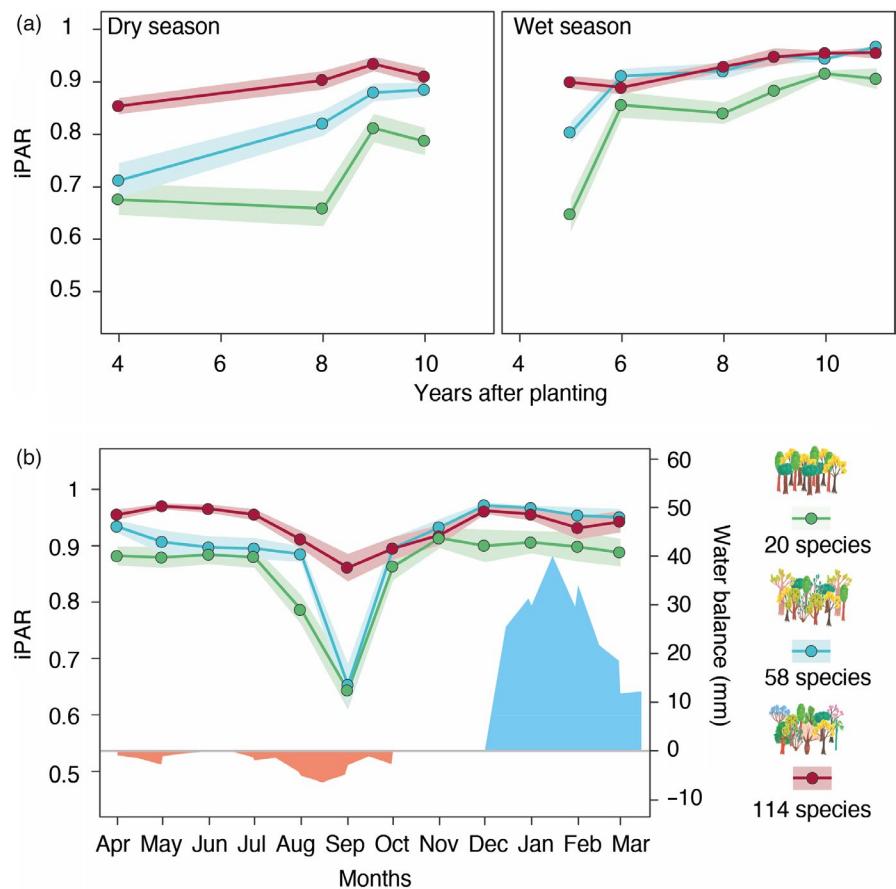 (a)
Dry season
Wet season
1
0.9
0.8
0.7
0.6
0.5
iPAR
4 6 8 10
4 6 8 10
Years after planting
(b)
1
0.9
0.8
0.7
0.6
0.5
iPAR
60
50
40
30
20
10
0
−10
Water balance (mm)
Apr May Jun Jul Aug Sep Oct Nov Dec Jan Feb Mar
Months
20 species
58 species
114 species